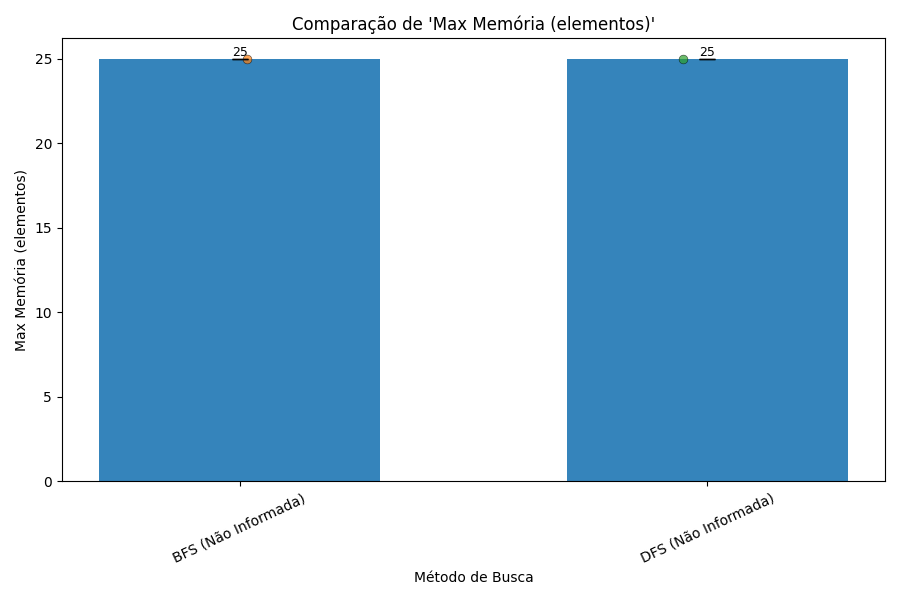 Comparação de 'Max Memória (elementos)'
25
25
25
20
15
10
5
0
Max Memória (elementos)
BFS (Não Informada)
DFS (Não Informada)
Método de Busca